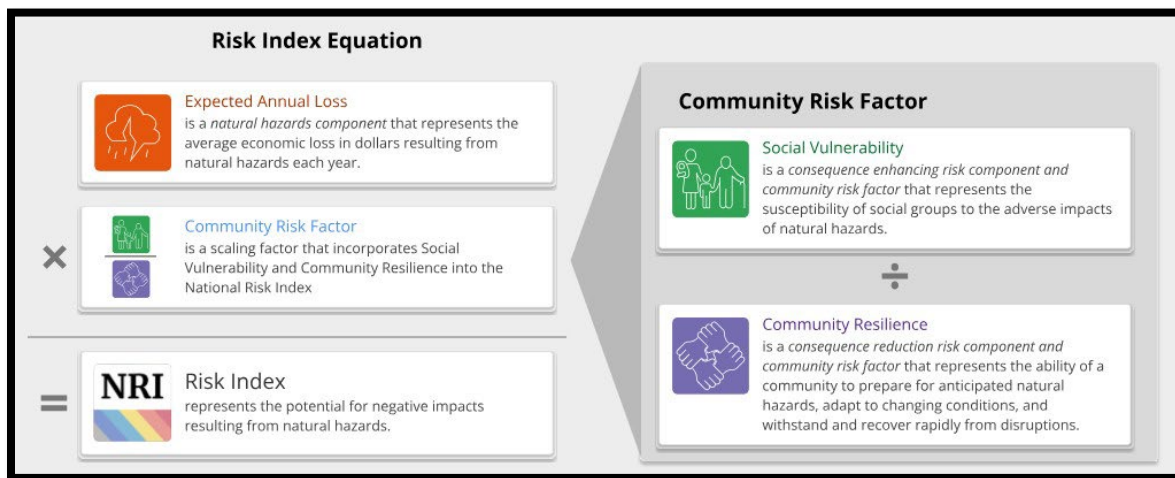 Risk Index Equation
Expected Annual Loss
is a natural hazards component that represents the
average economic loss in dollars resulting from
natural hazards each year.
×
Community Risk Factor
is a scaling factor that incorporates Social
Vulnerability and Community Resilience into the
National Risk Index
=
NRI
Risk Index
represents the potential for negative impacts
resulting from natural hazards.
Community Risk Factor
Social Vulnerability
is a consequence enhancing risk component and
community risk factor that represents the
susceptibility of social groups to the adverse impacts
of natural hazards.
÷
Community Resilience
is a consequence reduction risk component and
community risk factor that represents the ability of a
community to prepare for anticipated natural
hazards, adapt to changing conditions, and
withstand and recover rapidly from disruptions.